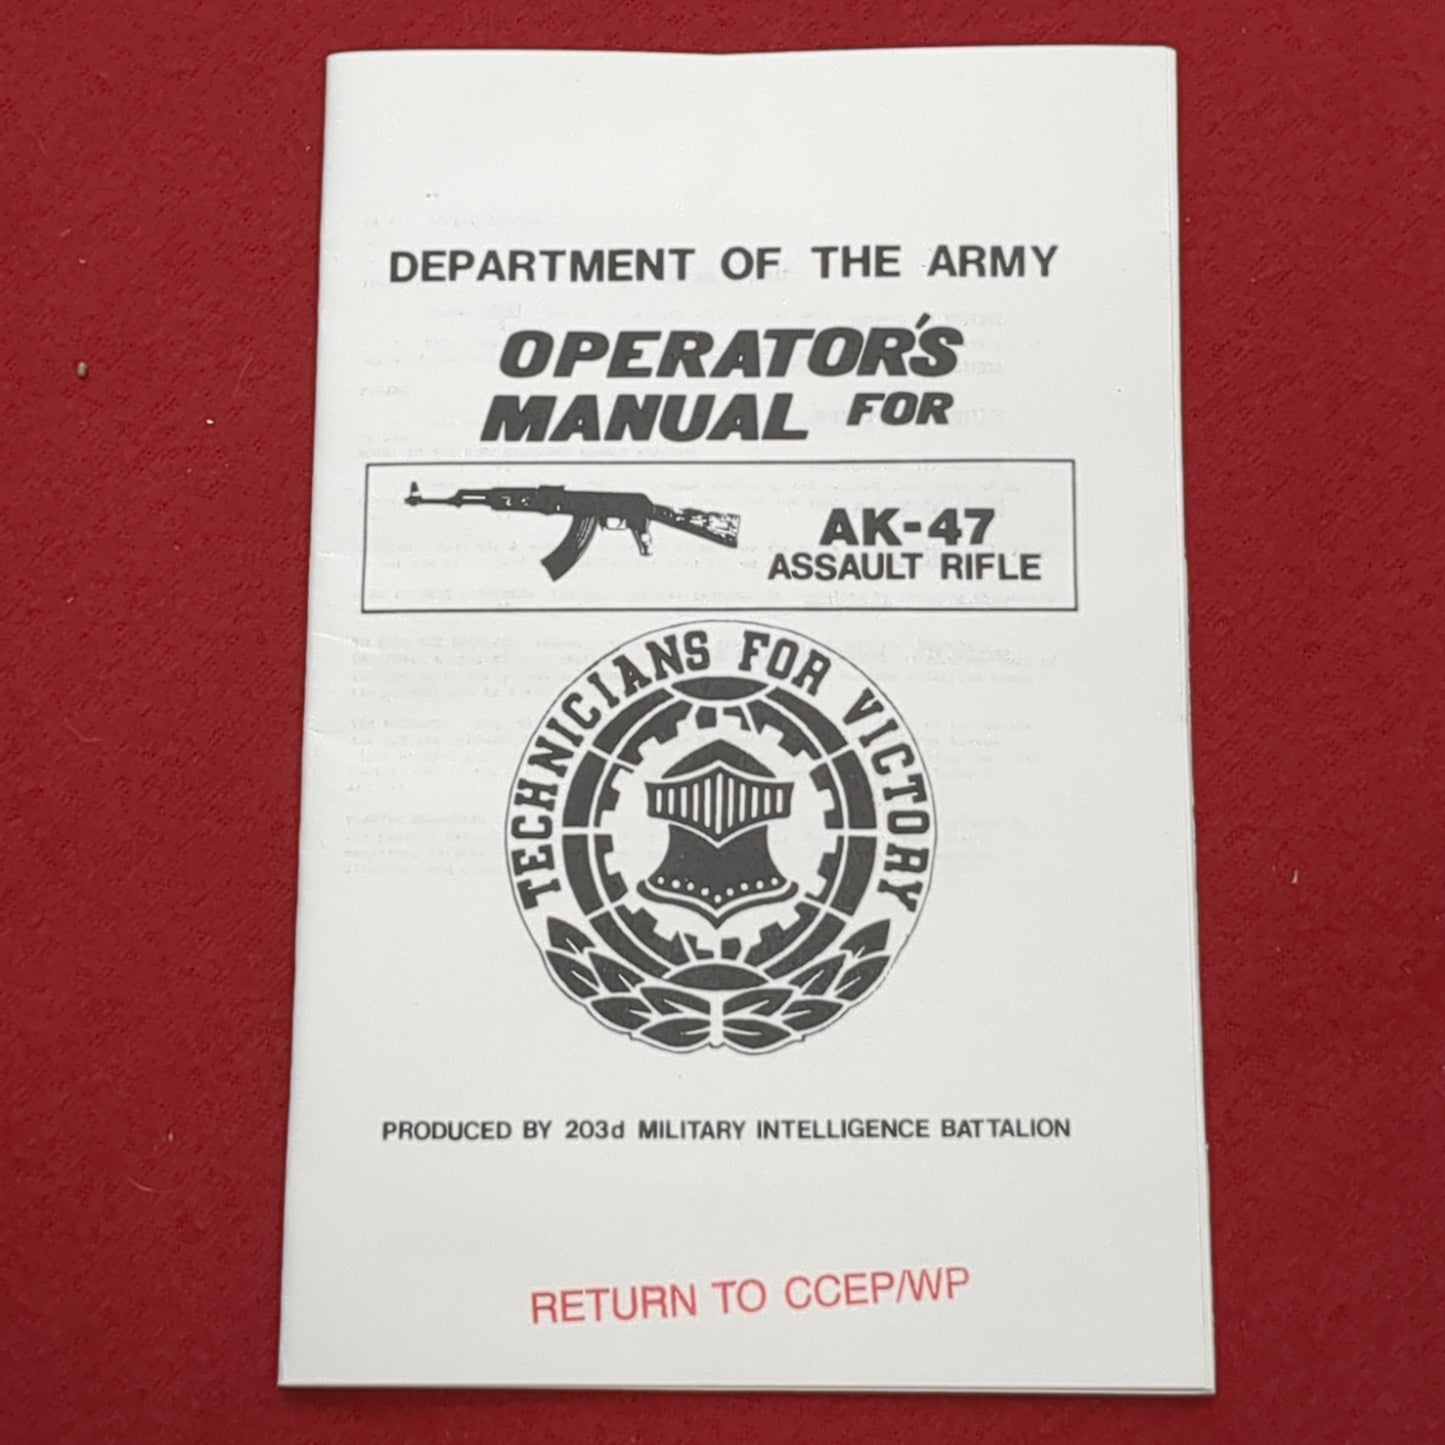 DEPARTMENT OF THE ARMY
OPERATOR'S
MANUAL FOR
AK-47
ASSAULT RIFLE
TECHNICIANS FOR VICTORY
PRODUCED BY 203d MILITARY INTELLIGENCE BATTALION
RETURN TO CCEP/WP